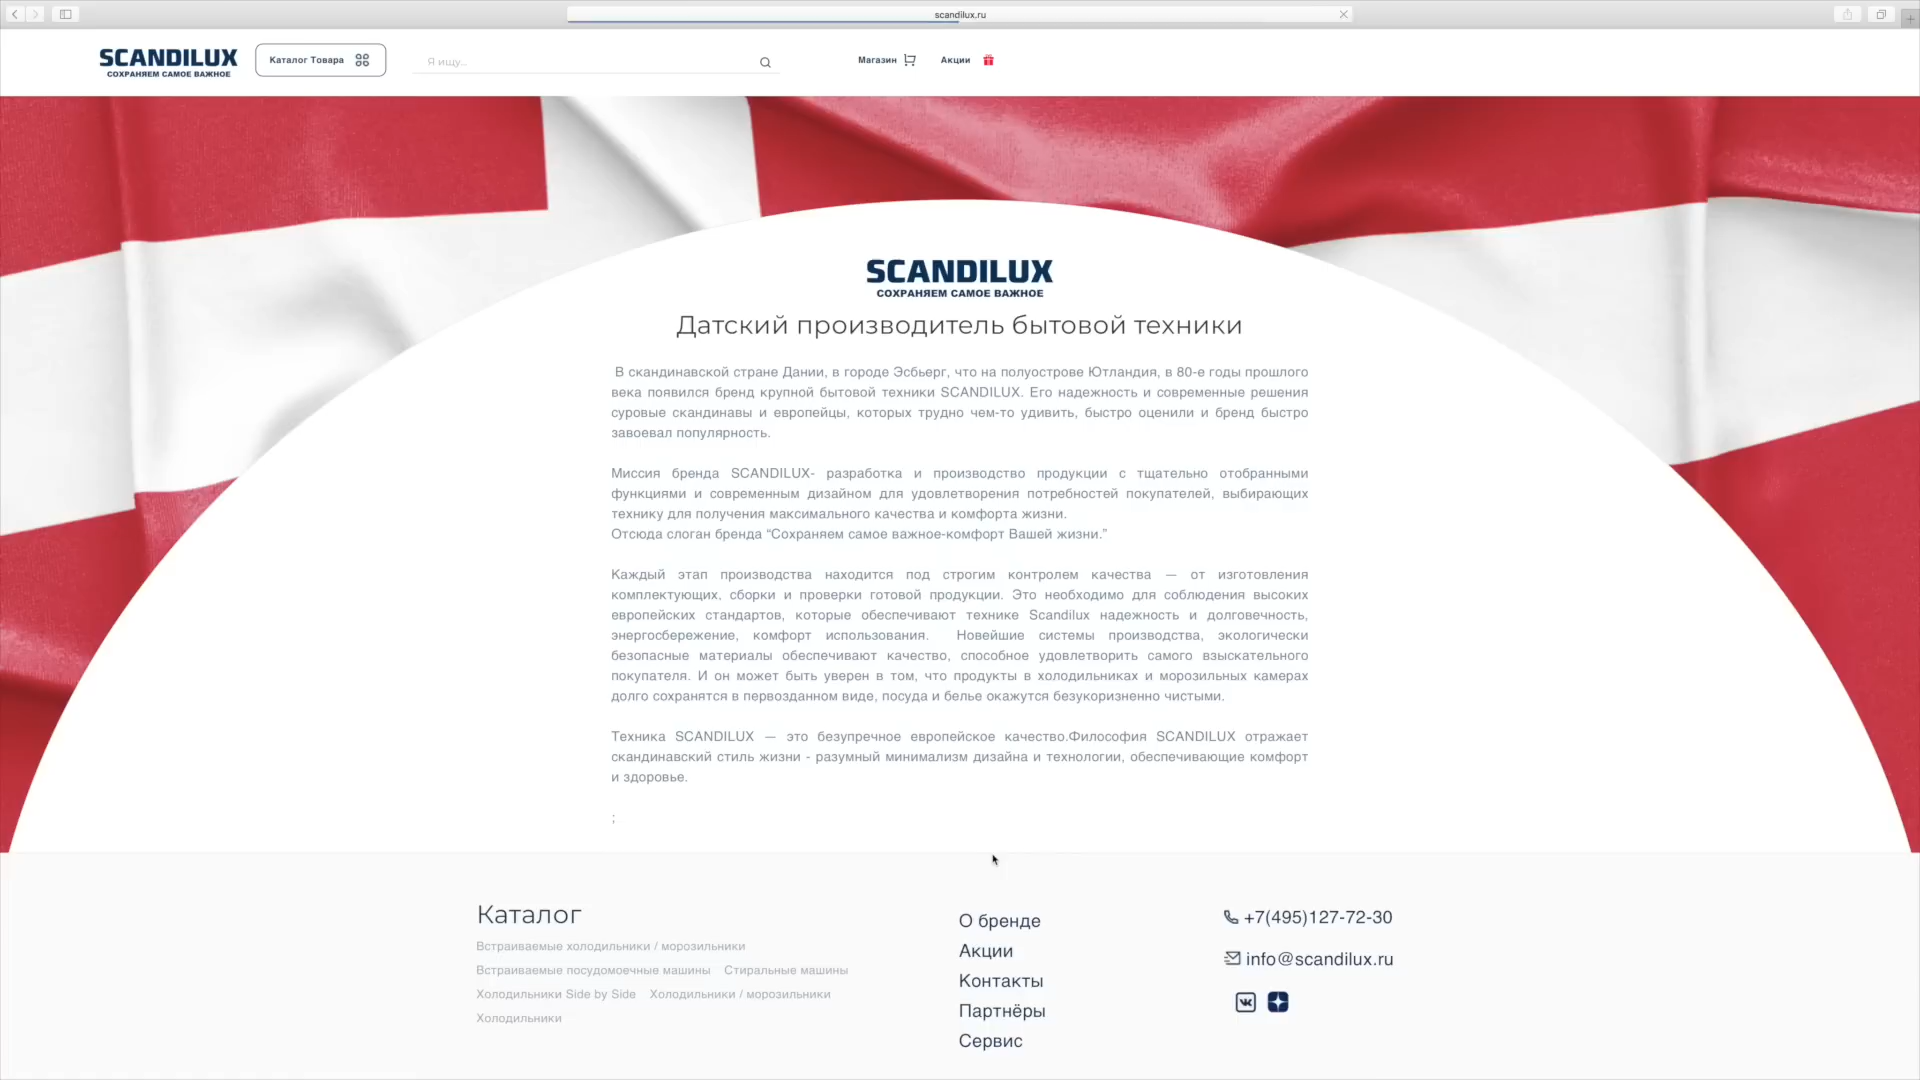 scandilux.ru
SCANDILUX
СОХРАНЯЕМ САМОЕ ВАЖНОЕ
Каталог Товара
Я ищу...
Магазин
Акции
SCANDILUX
СОХРАНЯЕМ САМОЕ ВАЖНОЕ
Датский производитель бытовой техники
В скандинавской стране Дании, в городе Эсбьерг, что на полуострове Ютландия, в 80-е годы прошлого
века появился бренд крупной бытовой техники SCANDILUX. Его надежность и современные решения
суровые скандинавы и европейцы, которых трудно чем-то удивить, быстро оценили и бренд быстро
завоевал популярность.
Миссия бренда SCANDILUX- разработка и производство продукции с тщательно отобранными
функциями и современным дизайном для удовлетворения потребностей покупателей, выбирающих
технику для получения максимального качества и комфорта жизни.
Отсюда слоган бренда “Сохраняем самое важное-комфорт Вашей жизни.”
Каждый этап производства находится под строгим контролем качества — от изготовления
комплектующих, сборки и проверки готовой продукции. Это необходимо для соблюдения высоких
европейских стандартов, которые обеспечивают технике Scandilux надежность и долговечность,
энергосбережение, комфорт использования. Новейшие системы производства, экологически
безопасные материалы обеспечивают качество, способное удовлетворить самого взыскательного
покупателя. И он может быть уверен в том, что продукты в холодильниках и морозильных камерах
долго сохранятся в первозданном виде, посуда и белье окажутся безукоризненно чистыми.
Техника SCANDILUX — это безупречное европейское качество.Философия SCANDILUX отражает
скандинавский стиль жизни - разумный минимализм дизайна и технологии, обеспечивающие комфорт
и здоровье.
;
Каталог
Встраиваемые холодильники / морозильники
Встраиваемые посудомоечные машины Стиральные машины
Холодильники Side by Side Холодильники / морозильники
Холодильники
О бренде
Акции
Контакты
Партнёры
Сервис
+7(495)127-72-30
info@scandilux.ru